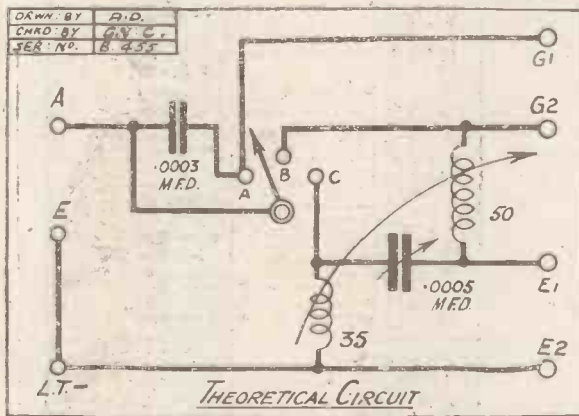 DRWN: BY A·D.
CHKD: BY G.Y. C.
SER: NO. B. 455
G1
A
G2
B
·0003
M.F.D.
A
C
50
E
·0005
M.F.D.
E1
35
E2
L.T.-
THEORETICAL CIRCUIT